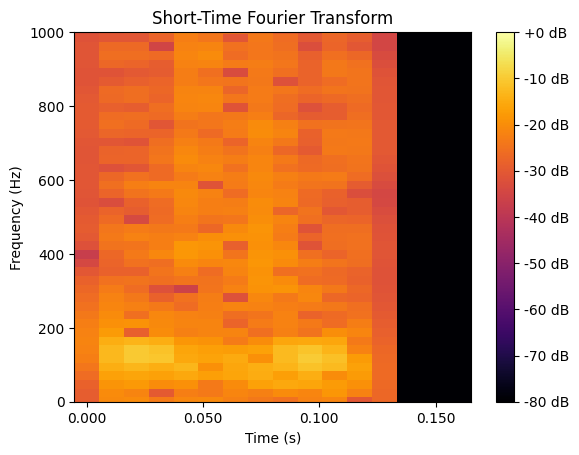 Short-Time Fourier Transform
1000
800
600
400
200
0
Frequency (Hz)
0.000
0.050
0.100
0.150
Time (s)
+0 dB
-10 dB
-20 dB
-30 dB
-40 dB
-50 dB
-60 dB
-70 dB
-80 dB